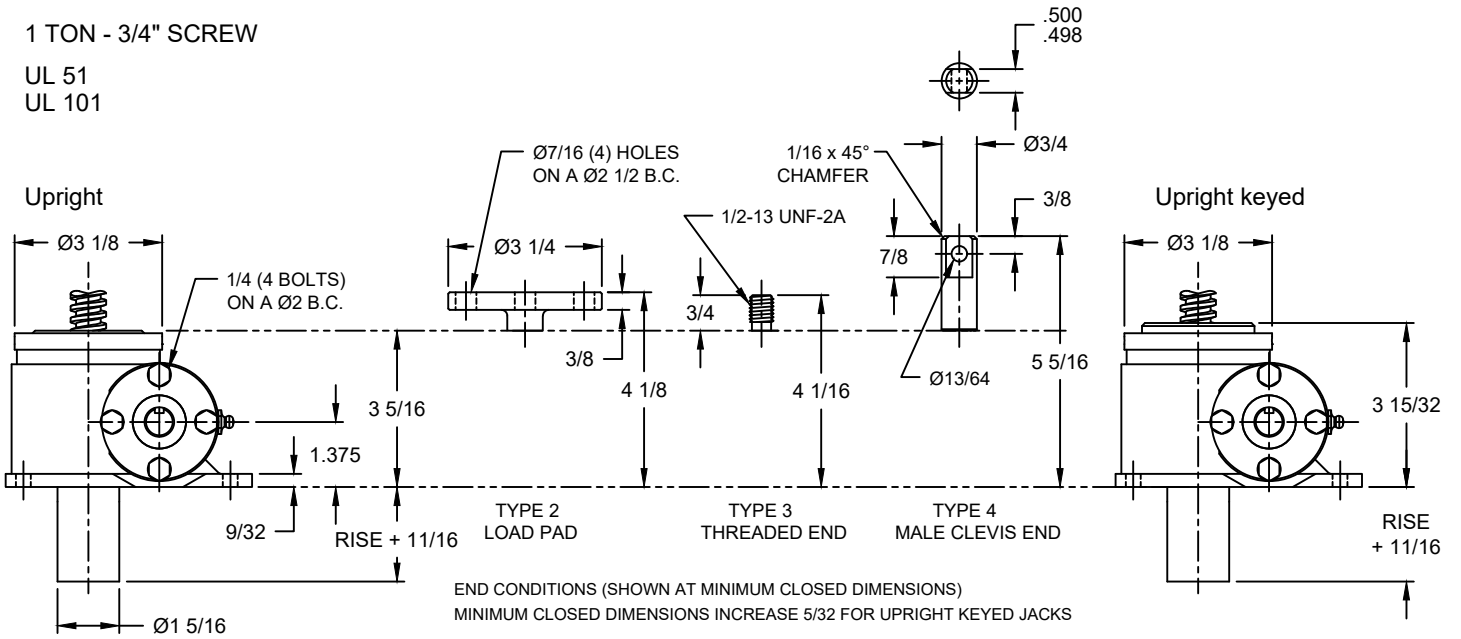 1 TON - 3/4" SCREW
UL 51
UL 101
.500
.498
Ø3/4
1/16 x 45°
CHAMFER
Ø7/16 (4) HOLES
ON A Ø2 1/2 B.C.
3/8
Upright
Upright keyed
1/2-13 UNF-2A
Ø3 1/8
Ø3 1/4
7/8
Ø3 1/8
1/4 (4 BOLTS)
ON A Ø2 B.C.
3/4
3/8
5 5/16
Ø13/64
4 1/8
4 1/16
3 5/16
3 15/32
1.375
9/32
RISE + 11/16
TYPE 2
LOAD PAD
TYPE 3
THREADED END
TYPE 4
MALE CLEVIS END
RISE
+ 11/16
END CONDITIONS (SHOWN AT MINIMUM CLOSED DIMENSIONS)
MINIMUM CLOSED DIMENSIONS INCREASE 5/32 FOR UPRIGHT KEYED JACKS
Ø1 5/16